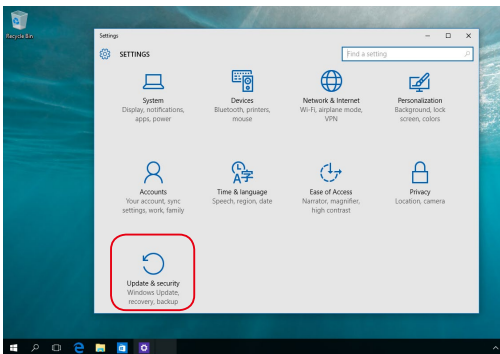 Recycle Bin
Settings
SETTINGS
Find a setting
System
Display, notifications,
apps, power
Devices
Bluetooth, printers,
mouse
Network & Internet
Wi-Fi, airplane mode,
VPN
Personalization
Background, lock
screen, colors
Accounts
Your account, sync
settings, work, family
Time & language
Speech, region, date
Ease of Access
Narrator, magnifier,
high contrast
Privacy
Location, camera
Update & security
Windows Update,
recovery, backup